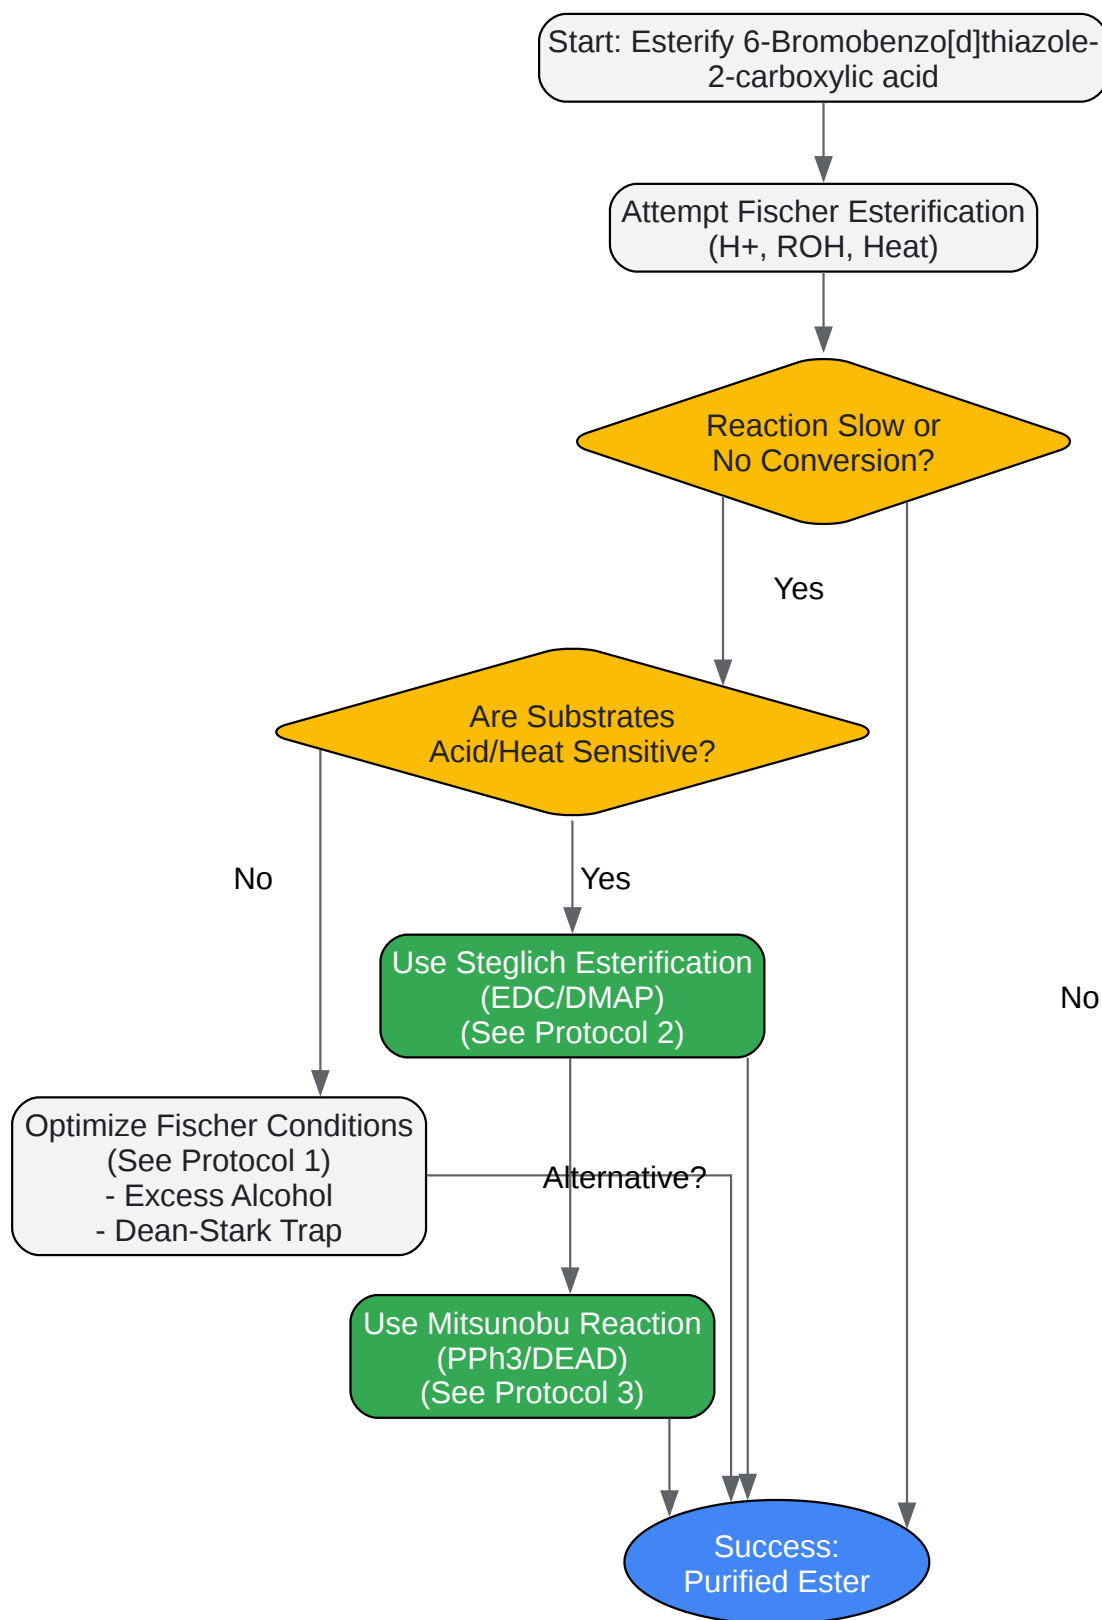 Start: Esterify 6-Bromobenzo[d]thiazole-
2-carboxylic acid
Attempt Fischer Esterification
(H+, ROH, Heat)
Reaction Slow or
No Conversion?
Yes
Are Substrates
Acid/Heat Sensitive?
No
Yes
Use Steglich Esterification
(EDC/DMAP)
(See Protocol 2)
No
Optimize Fischer Conditions
(See Protocol 1)
- Excess Alcohol
- Dean-Stark Trap
Alternative?
Use Mitsunobu Reaction
(PPh3/DEAD)
(See Protocol 3)
Success:
Purified Ester